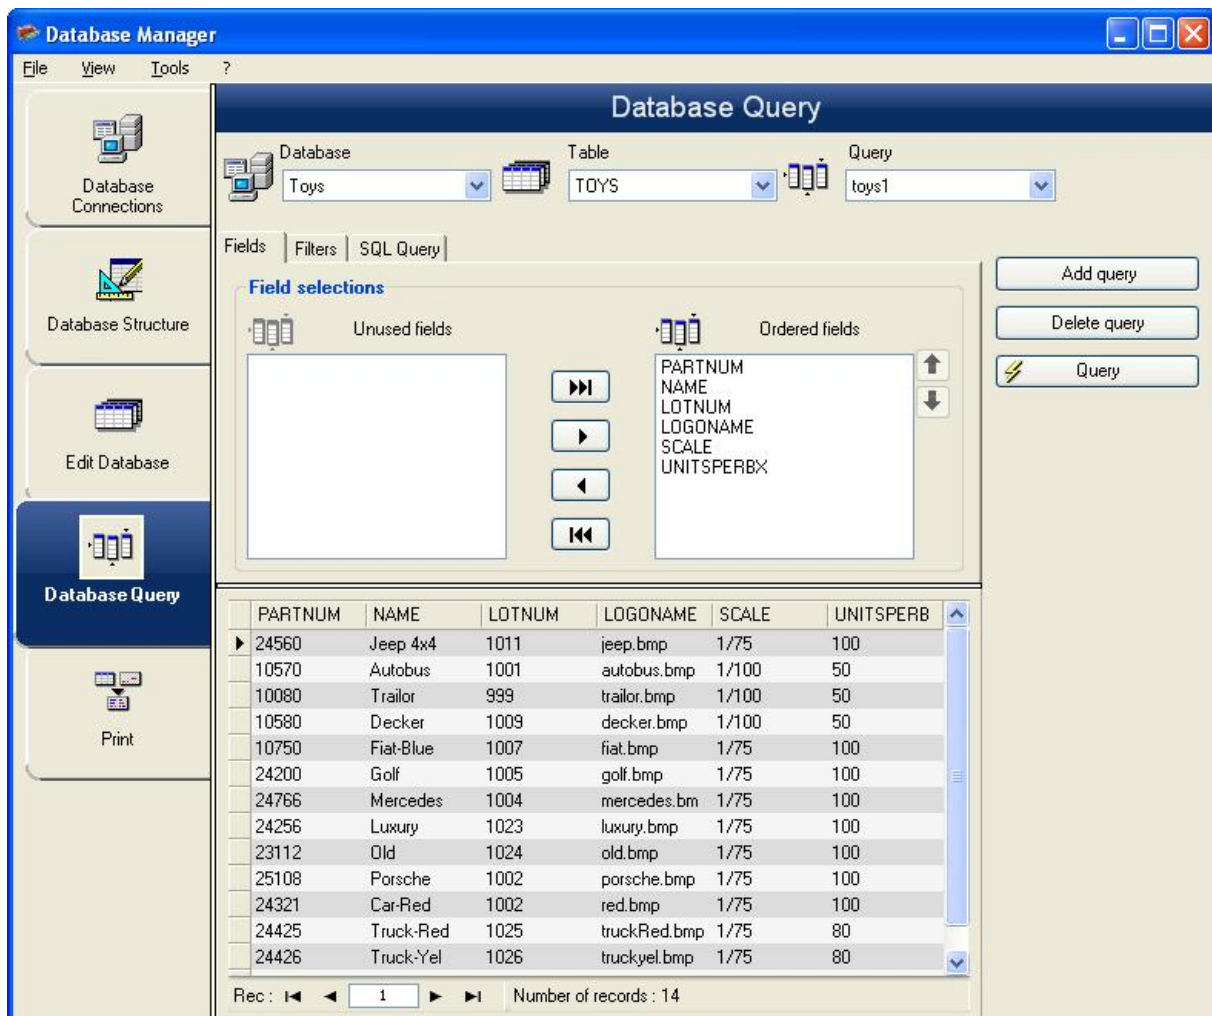 Database Manager
File View Tools ?
Database Query
Database Connections
Database Structure
Edit Database
Database Query
Print
Database Table Query
Toys TOYS toys1
Fields Filters SQL Query
Field selections
Unused fields Ordered fields
PARTNUM
NAME
LOTNUM
LOGONAME
SCALE
UNITSPERBX
Add query
Delete query
Query
PARTNUM NAME LOTNUM LOGONAME SCALE UNITSPERB
24560 Jeep 4x4 1011 jeep.bmp 1/75 100
10570 Autobus 1001 autobus.bmp 1/100 50
10080 Trailor 999 trailor.bmp 1/100 50
10580 Decker 1009 decker.bmp 1/100 50
10750 Fiat-Blue 1007 fiat.bmp 1/75 100
24200 Golf 1005 golf.bmp 1/75 100
24766 Mercedes 1004 mercedes.bm 1/75 100
24256 Luxury 1023 luxury.bmp 1/75 100
23112 Old 1024 old.bmp 1/75 100
25108 Porsche 1002 porsche.bmp 1/75 100
24321 Car-Red 1002 red.bmp 1/75 100
24425 Truck-Red 1025 truckRed.bmp 1/75 80
24426 Truck-Yel 1026 truckyel.bmp 1/75 80
Rec : 1 Number of records : 14